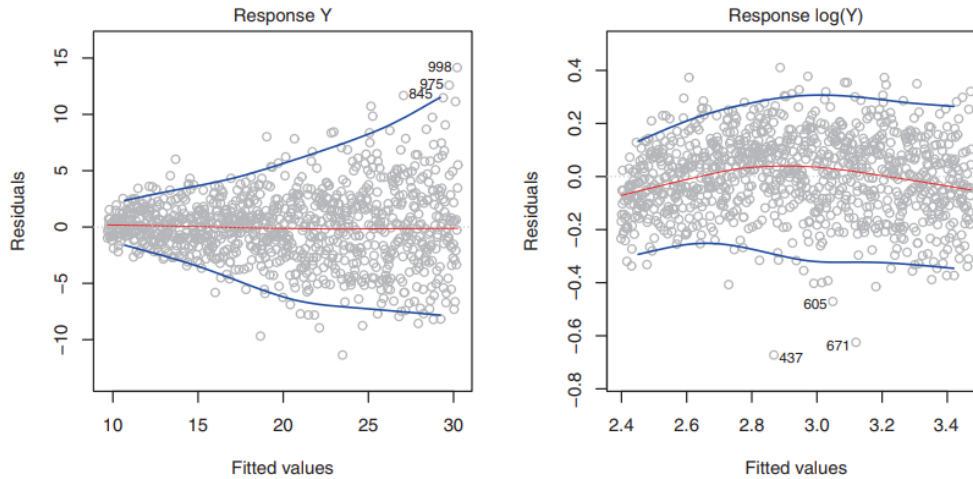 Response Y
Residuals
15
10
5
0
−5
−10
998
975
845
10 15 20 25 30
Fitted values
Response log(Y)
Residuals
0.4
0.2
0.0
−0.2
−0.4
−0.6
−0.8
605
671
437
2.4 2.6 2.8 3.0 3.2 3.4
Fitted values